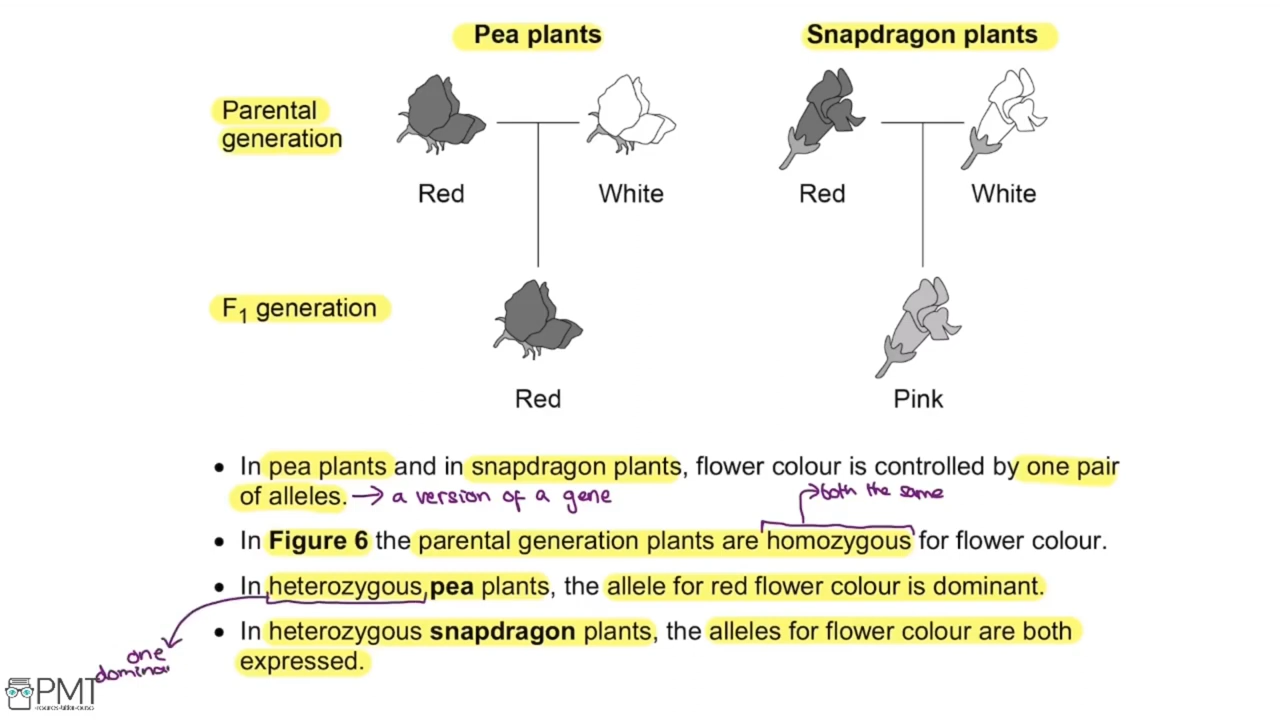 Pea plants Snapdragon plants
Parental
generation
Red White Red White
F1 generation
Red Pink
• In pea plants and in snapdragon plants, flower colour is controlled by one pair
of alleles. → a version of a gene
both the same
• In Figure 6 the parental generation plants are homozygous for flower colour.
• In heterozygous pea plants, the allele for red flower colour is dominant.
• In heterozygous snapdragon plants, the alleles for flower colour are both
expressed.
one
PMT